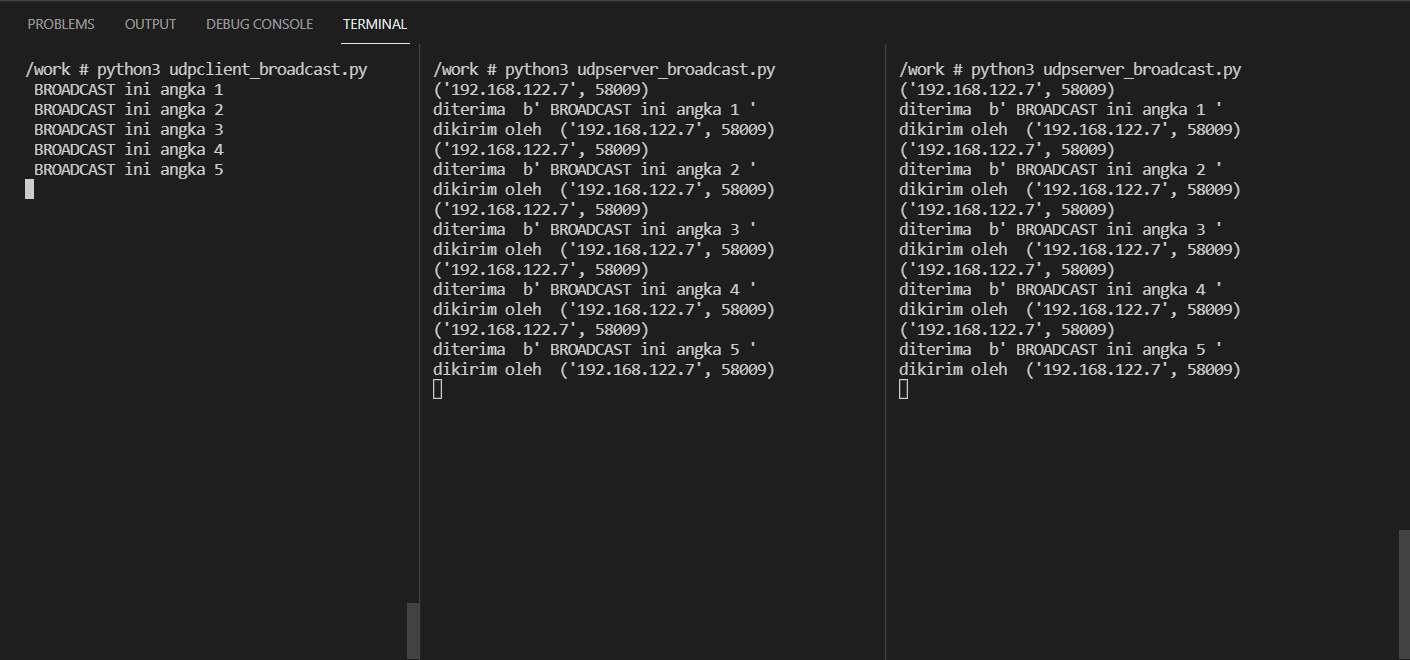 PROBLEMS OUTPUT DEBUG CONSOLE TERMINAL
/work # python3 udpclient_broadcast.py
 BROADCAST ini angka 1
 BROADCAST ini angka 2
 BROADCAST ini angka 3
 BROADCAST ini angka 4
 BROADCAST ini angka 5
/work # python3 udpserver_broadcast.py
('192.168.122.7', 58009)
diterima  b' BROADCAST ini angka 1 '
dikirim oleh  ('192.168.122.7', 58009)
('192.168.122.7', 58009)
diterima  b' BROADCAST ini angka 2 '
dikirim oleh  ('192.168.122.7', 58009)
('192.168.122.7', 58009)
diterima  b' BROADCAST ini angka 3 '
dikirim oleh  ('192.168.122.7', 58009)
('192.168.122.7', 58009)
diterima  b' BROADCAST ini angka 4 '
dikirim oleh  ('192.168.122.7', 58009)
('192.168.122.7', 58009)
diterima  b' BROADCAST ini angka 5 '
dikirim oleh  ('192.168.122.7', 58009)
/work # python3 udpserver_broadcast.py
('192.168.122.7', 58009)
diterima  b' BROADCAST ini angka 1 '
dikirim oleh  ('192.168.122.7', 58009)
('192.168.122.7', 58009)
diterima  b' BROADCAST ini angka 2 '
dikirim oleh  ('192.168.122.7', 58009)
('192.168.122.7', 58009)
diterima  b' BROADCAST ini angka 3 '
dikirim oleh  ('192.168.122.7', 58009)
('192.168.122.7', 58009)
diterima  b' BROADCAST ini angka 4 '
dikirim oleh  ('192.168.122.7', 58009)
('192.168.122.7', 58009)
diterima  b' BROADCAST ini angka 5 '
dikirim oleh  ('192.168.122.7', 58009)